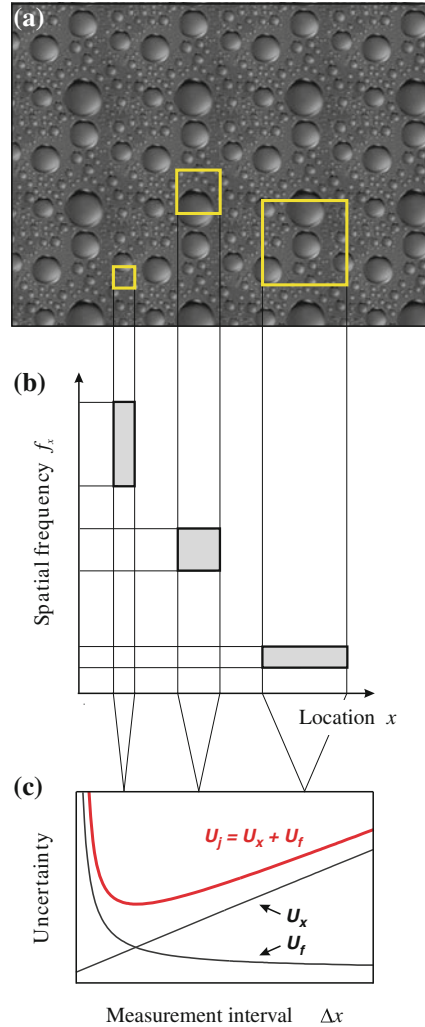 (a)
(b)
Spatial frequency fx
Location x
(c)
Uj = Ux + Uf
Ux
Uf
Uncertainty
Measurement interval Δx